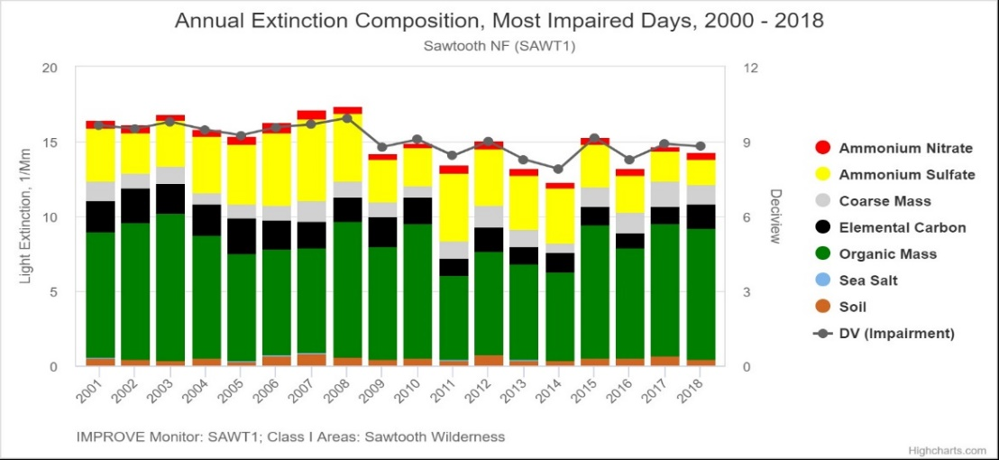 Annual Extinction Composition, Most Impaired Days, 2000 - 2018
Sawtooth NF (SAWT1)
20
15
10
5
0
Light Extinction, 1/Mm
12
9
6
3
0
Deciview
2001
2002
2003
2004
2005
2006
2007
2008
2009
2010
2011
2012
2013
2014
2015
2016
2017
2018
Ammonium Nitrate
Ammonium Sulfate
Coarse Mass
Elemental Carbon
Organic Mass
Sea Salt
Soil
DV (Impairment)
IMPROVE Monitor: SAWT1; Class I Areas: Sawtooth Wilderness
Highcharts.com